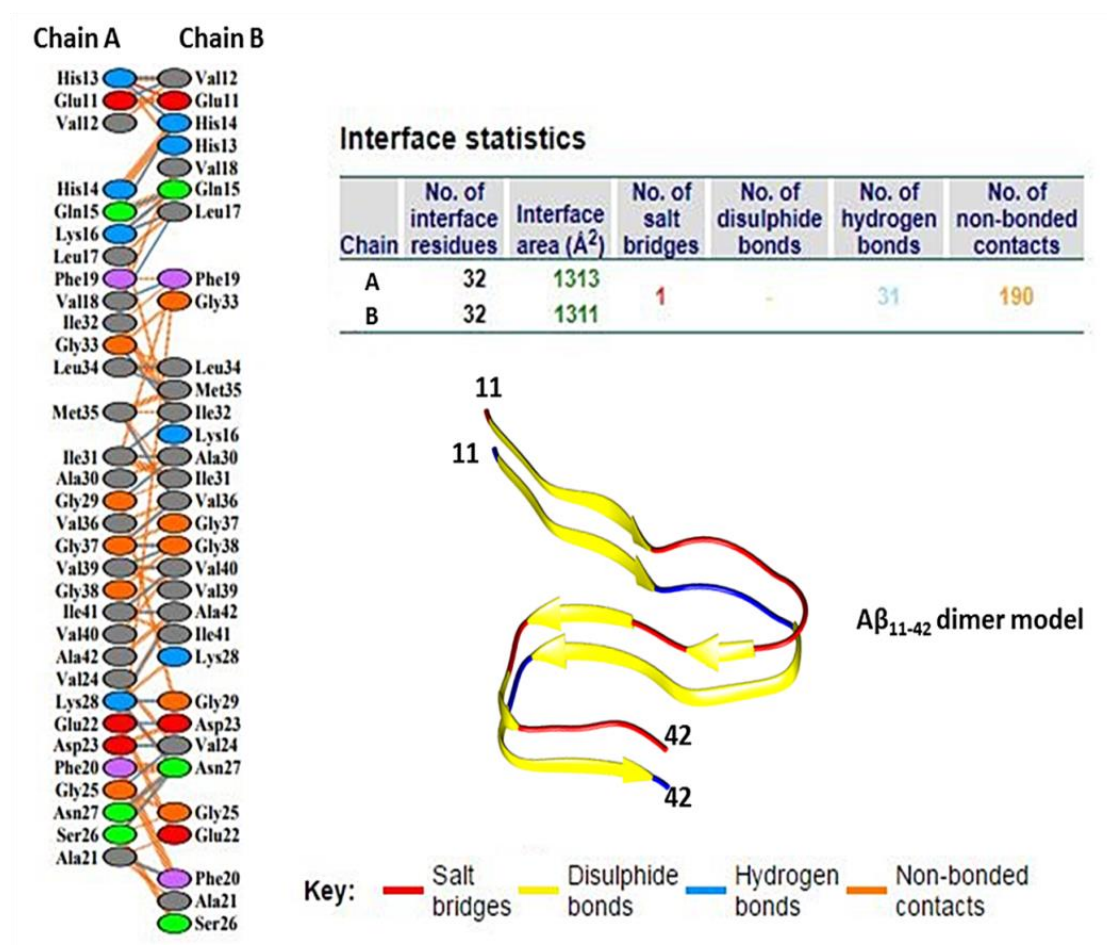 Chain A Chain B
His13 Val12
Glu11 Glu11
Val12 His14
His13
Val18
His14 Gln15
Gln15 Leu17
Lys16
Leu17
Phe19 Phe19
Val18 Gly33
Ile32
Gly33
Leu34 Leu34
Met35
Met35 Ile32
Lys16
Ile31 Ala30
Ala30 Ile31
Gly29 Val36
Val36 Gly37
Gly37 Gly38
Val39 Val40
Gly38 Val39
Ile41 Ala42
Val40 Ile41
Ala42 Lys28
Val24
Lys28 Gly29
Glu22 Asp23
Asp23 Val24
Phe20 Asn27
Gly25
Asn27 Gly25
Ser26 Glu22
Ala21
Phe20
Ala21
Ser26
Interface statistics
No. of No. of No. of No. of No. of
interface Interface salt disulphide hydrogen non-bonded
Chain residues area (Å²) bridges bonds bonds contacts
A 32 1313
1 - 31 190
B 32 1311
11
11
Aβ11-42 dimer model
42
42
Key: Salt bridges Disulphide bonds Hydrogen bonds Non-bonded contacts